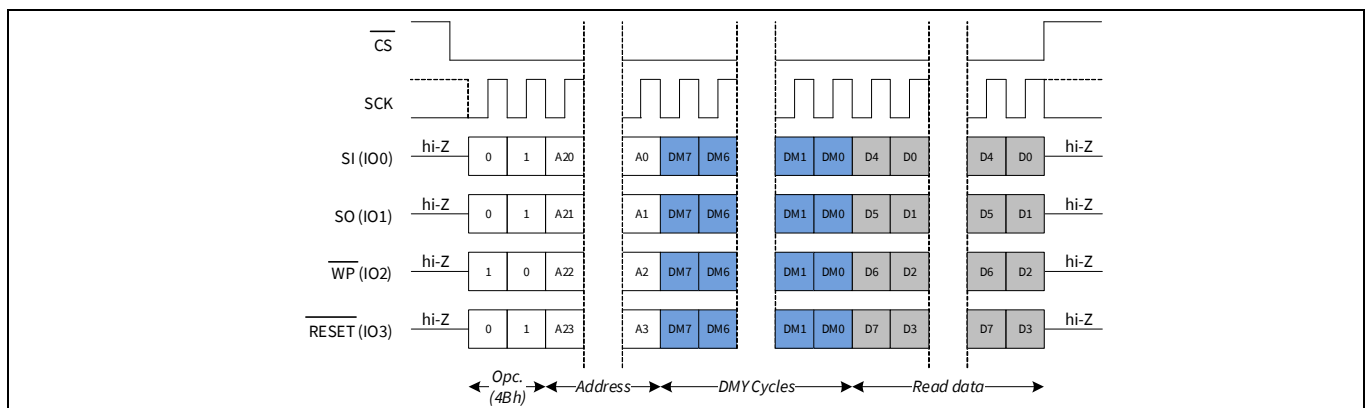 CS
SCK
SI (IO0) hi-Z 0 1 A20 A0 DM7 DM6 DM1 DM0 D4 D0 D4 D0 hi-Z
SO (IO1) hi-Z 0 1 A21 A1 DM7 DM6 DM1 DM0 D5 D1 D5 D1 hi-Z
WP (IO2) hi-Z 1 0 A22 A2 DM7 DM6 DM1 DM0 D6 D2 D6 D2 hi-Z
RESET (IO3) hi-Z 0 1 A23 A3 DM7 DM6 DM1 DM0 D7 D3 D7 D3 hi-Z
Opc. (4Bh) Address DMY Cycles Read data